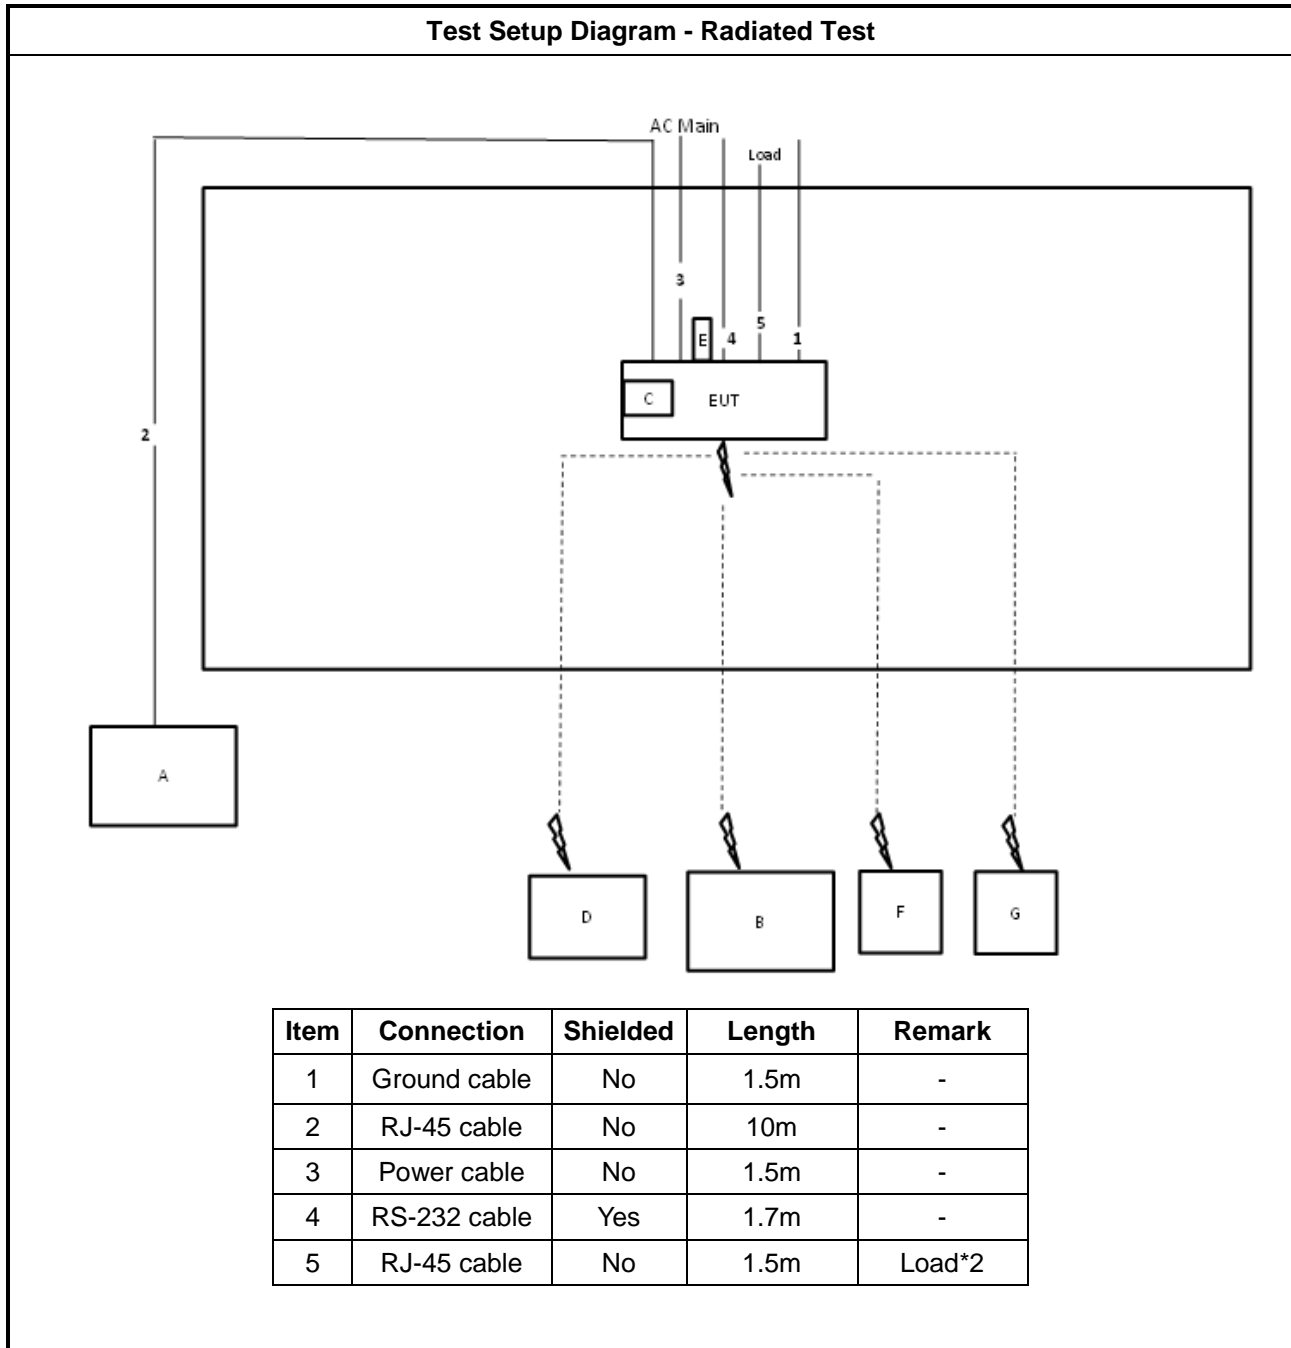 Test Setup Diagram - Radiated Test
AC Main
Load
3
E
4
5
1
C
EUT
2
A
D
B
F
G
Item Connection Shielded Length Remark
1 Ground cable No 1.5m -
2 RJ-45 cable No 10m -
3 Power cable No 1.5m -
4 RS-232 cable Yes 1.7m -
5 RJ-45 cable No 1.5m Load*2